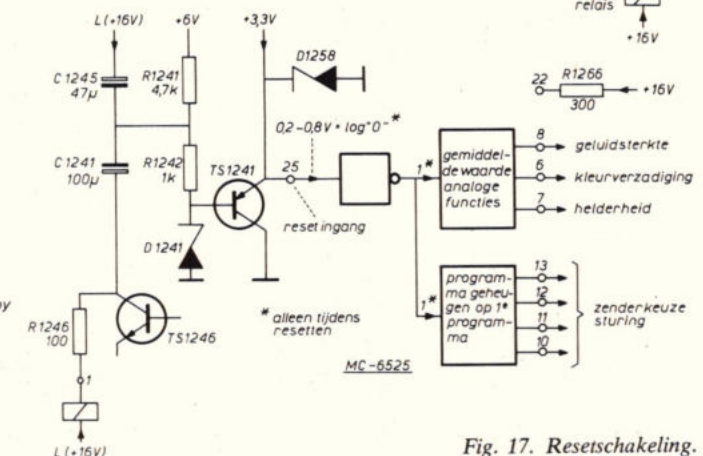 relais
+16V
L(+16V)
+6V
+3,3V
D1258
C1245
47µ
R1241
4,7k
22
R1266
300
+16V
0,2-0,8V = log "0" *
C1241
100µ
R1242
1k
TS1241
25
1*
gemiddel-
de waarde
analoge
functies
8
geluidsterkte
6
kleurverzadiging
7
helderheid
resetingang
D1241
* alleen tijdens
resetten
1*
program-
ma geheu-
gen op 1e
program-
ma
13
12
11
10
zenderkeuze
sturing
R1246
100
TS1246
1
MC-6525
L(+16V)
Fig. 17. Resetschakeling.